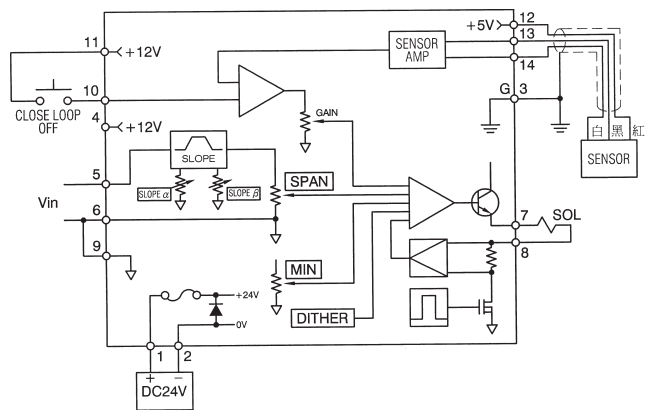 +5V
12
13
14
11
+12V
SENSOR
AMP
10
CLOSE LOOP
OFF
4
+12V
GAIN
G
3
白 黑 紅
SENSOR
SLOPE
5
SLOPE α
SLOPE β
SPAN
Vin
6
7
SOL
8
9
MIN
+24V
0V
DITHER
1
2
+ −
DC24V